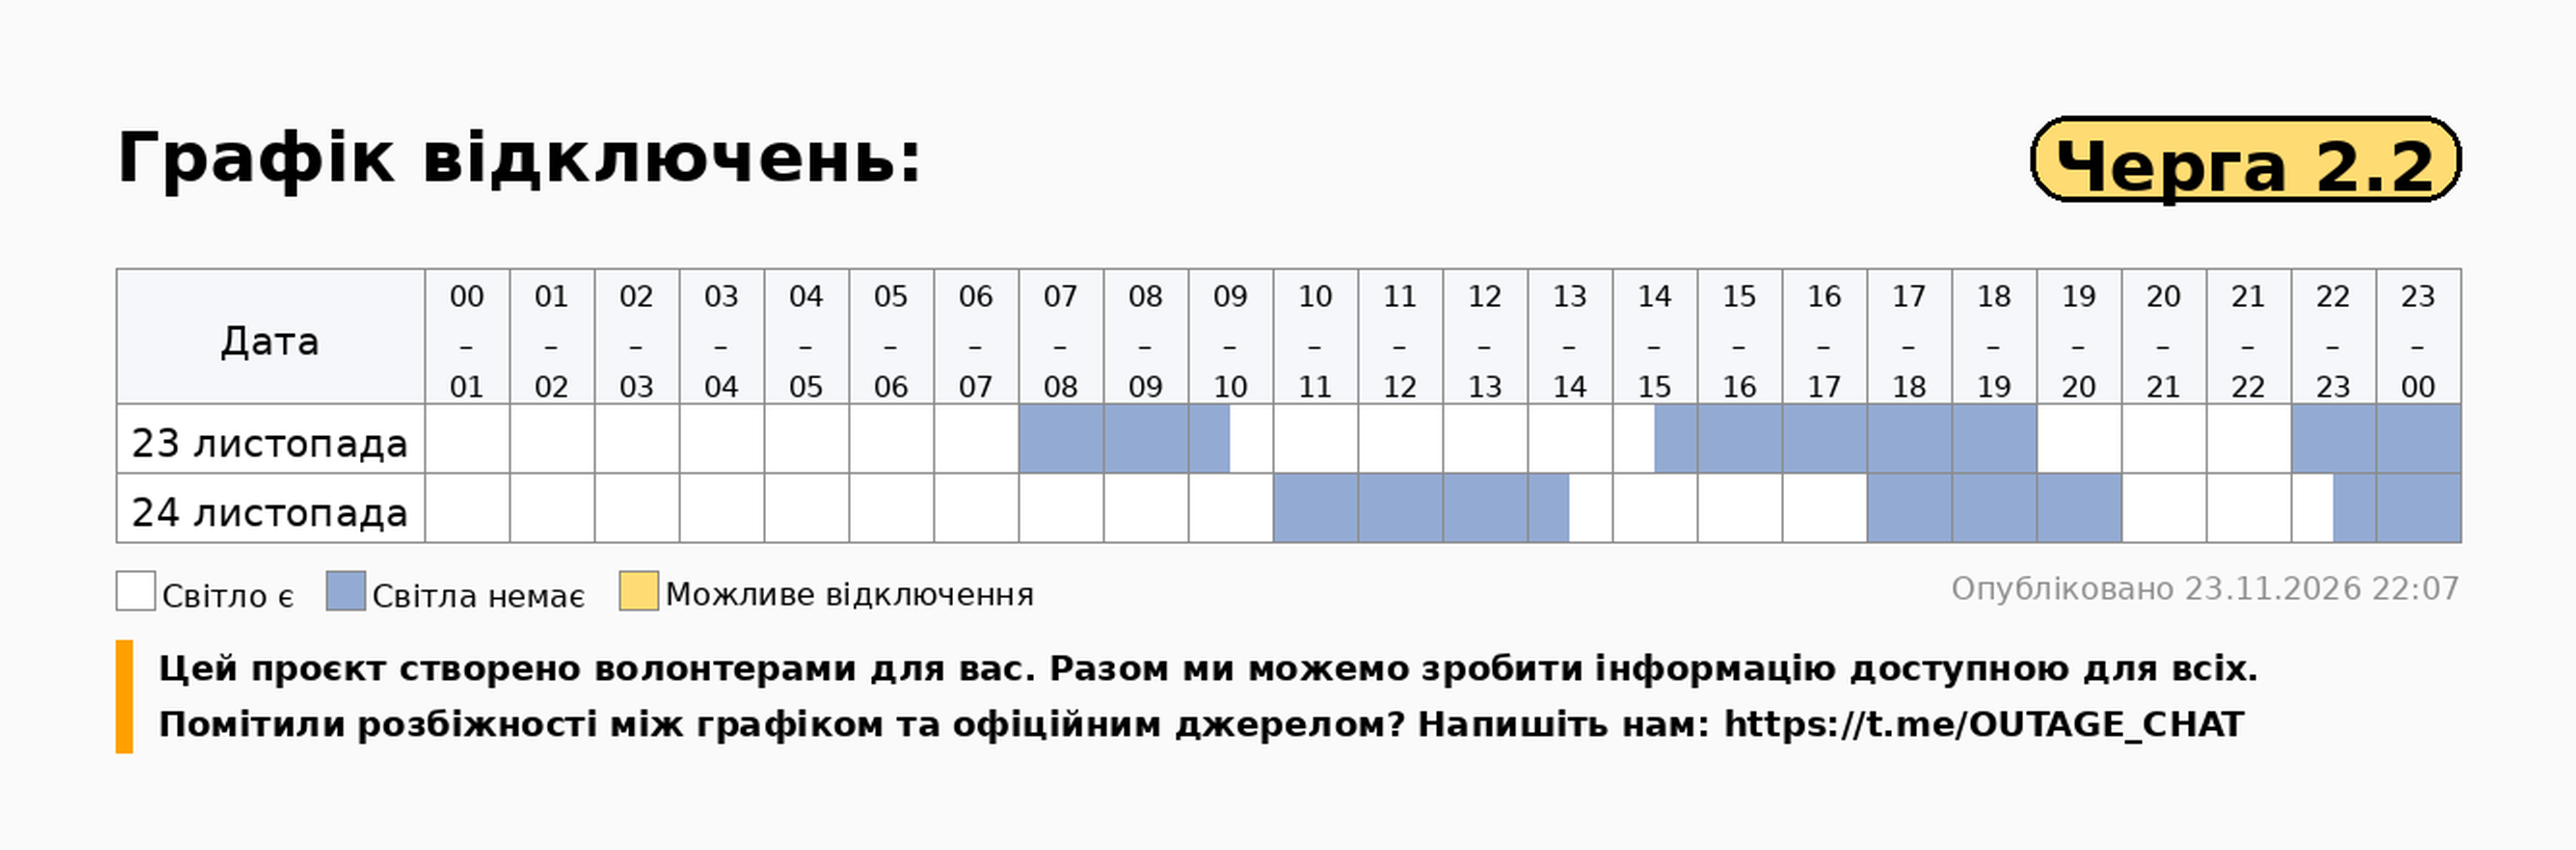 Графік відключень:
Черга 2.2
Дата
00 – 01
01 – 02
02 – 03
03 – 04
04 – 05
05 – 06
06 – 07
07 – 08
08 – 09
09 – 10
10 – 11
11 – 12
12 – 13
13 – 14
14 – 15
15 – 16
16 – 17
17 – 18
18 – 19
19 – 20
20 – 21
21 – 22
22 – 23
23 – 00
23 листопада
24 листопада
Світло є
Світла немає
Можливе відключення
Опубліковано 23.11.2026 22:07
Цей проєкт створено волонтерами для вас. Разом ми можемо зробити інформацію доступною для всіх.
Помітили розбіжності між графіком та офіційним джерелом? Напишіть нам: https://t.me/OUTAGE_CHAT